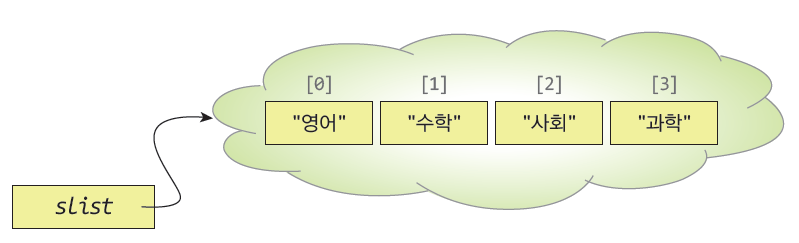 [0] [1] [2] [3]
"영어" "수학" "사회" "과학"
slist